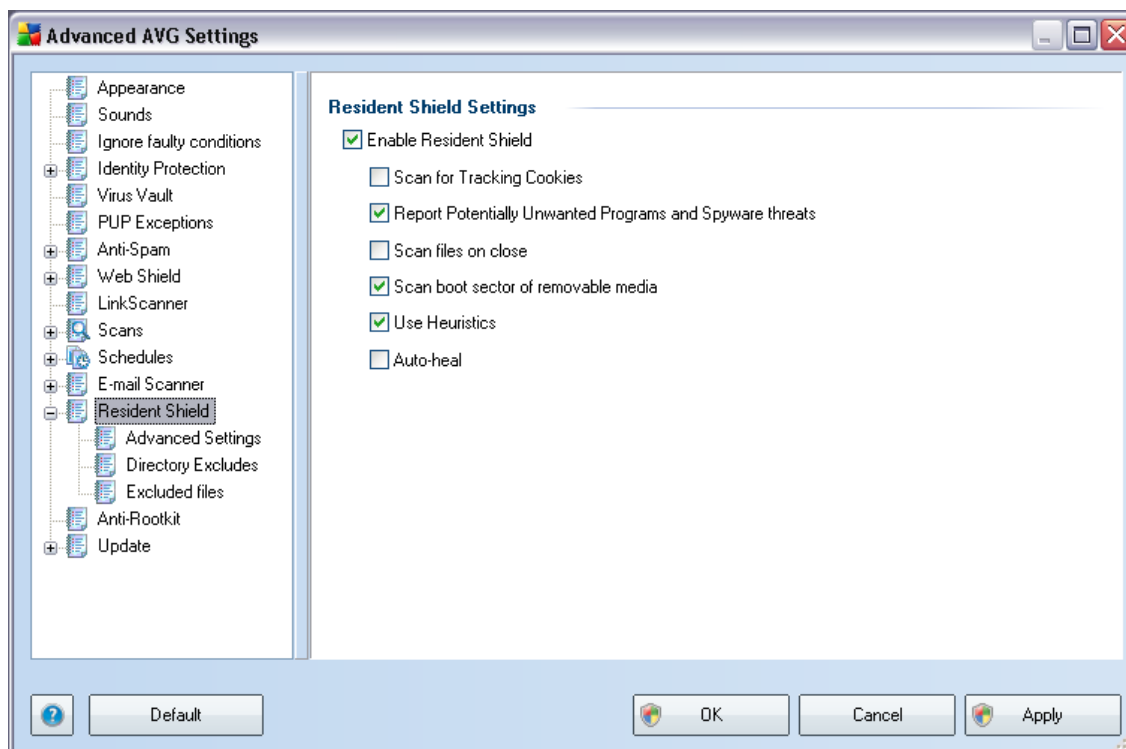 Advanced AVG Settings
Appearance
Sounds
Ignore faulty conditions
Identity Protection
Virus Vault
PUP Exceptions
Anti-Spam
Web Shield
LinkScanner
Scans
Schedules
E-mail Scanner
Resident Shield
Advanced Settings
Directory Excludes
Excluded files
Anti-Rootkit
Update
Resident Shield Settings
Enable Resident Shield
Scan for Tracking Cookies
Report Potentially Unwanted Programs and Spyware threats
Scan files on close
Scan boot sector of removable media
Use Heuristics
Auto-heal
?
Default
OK
Cancel
Apply